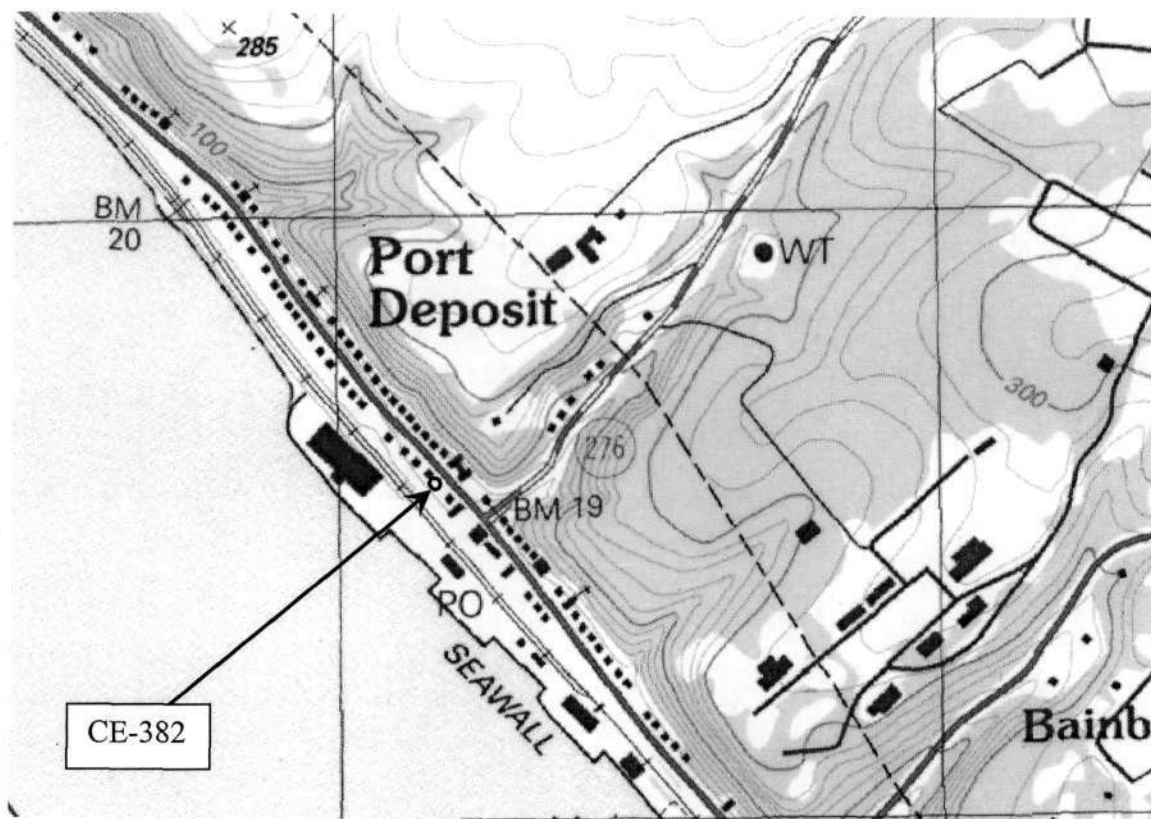 285
100
BM
20
Port
Deposit
WT
300
276
BM 19
PO
SEAWALL
CE-382
Bainb